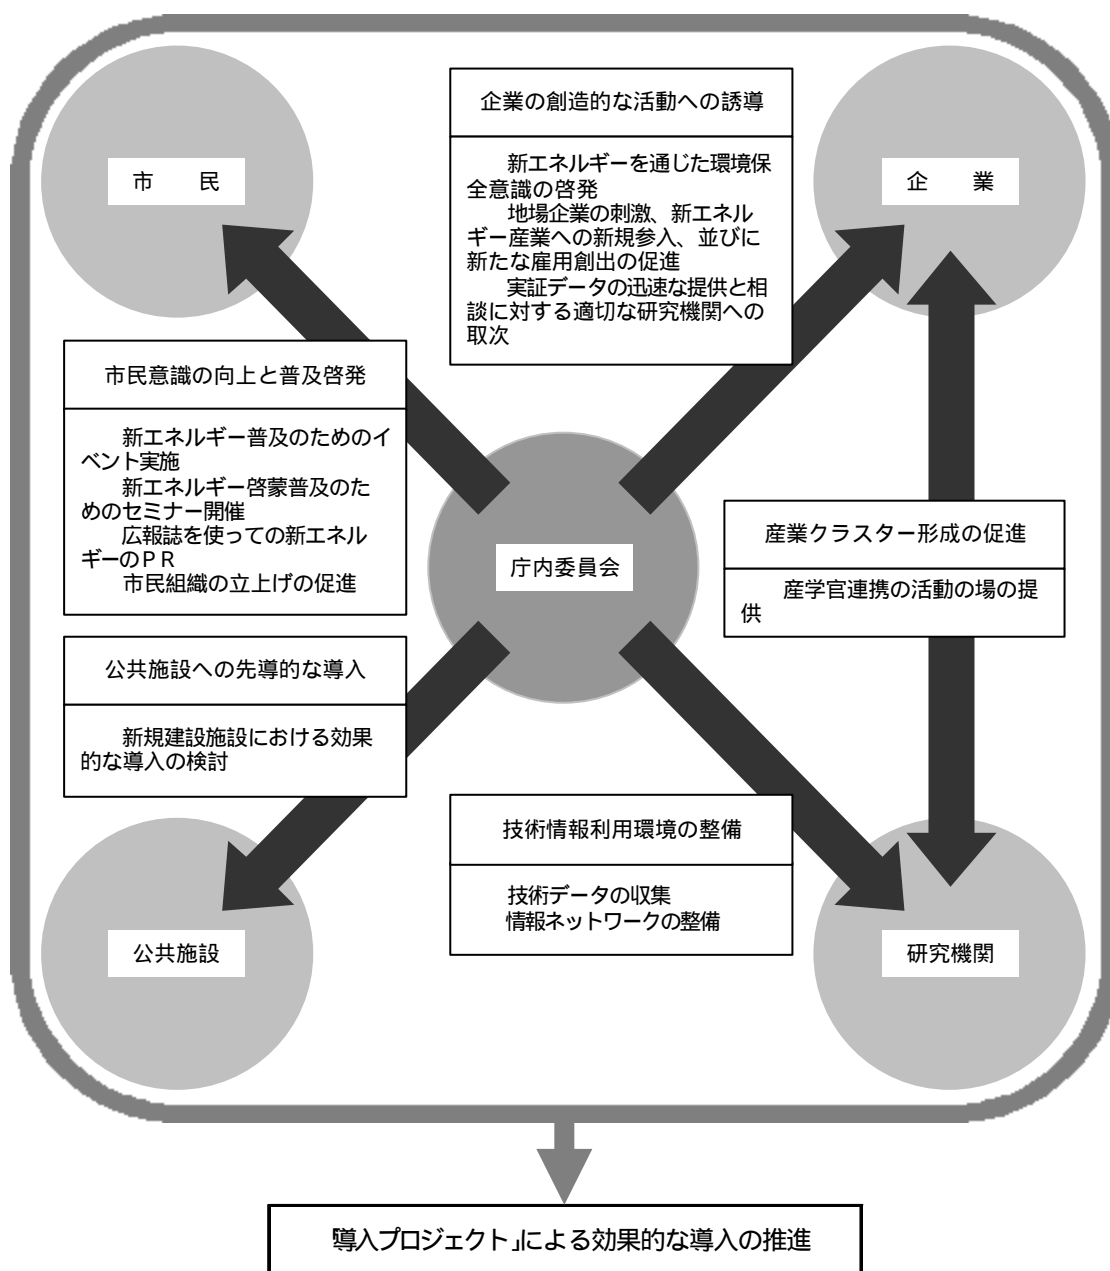 市　　民
企業の創造的な活動への誘導
新エネルギーを通じた環境保
全意識の啓発
地場企業の刺激、新エネル
ギー産業への新規参入、並びに
新たな雇用創出の促進
実証データの迅速な提供と相
談に対する適切な研究機関への
取次
企　　業
市民意識の向上と普及啓発
新エネルギー普及のためのイ
ベント実施
新エネルギー啓蒙普及のた
めのセミナー開催
広報誌を使っての新エネル
ギーのＰＲ
市民組織の立上げの促進
庁内委員会
産業クラスター形成の促進
産学官連携の活動の場の提
供
公共施設への先導的な導入
新規建設施設における効果
的な導入の検討
技術情報利用環境の整備
技術データの収集
情報ネットワークの整備
公共施設
研究機関
「導入プロジェクト」による効果的な導入の推進